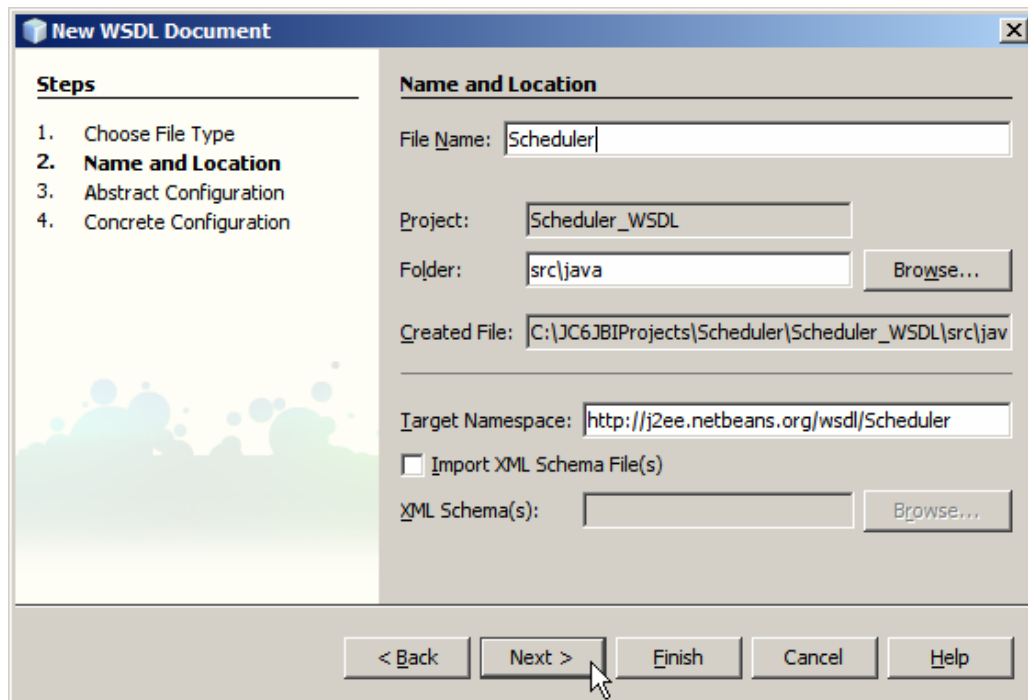 New WSDL Document
Steps
1. Choose File Type
2. Name and Location
3. Abstract Configuration
4. Concrete Configuration
Name and Location
File Name: Scheduler
Project: Scheduler_WSDL
Folder: src\java Browse...
Created File: C:\JC6JBIProjects\Scheduler\Scheduler_WSDL\src\jav
Target Namespace: http://j2ee.netbeans.org/wsdl/Scheduler
Import XML Schema File(s)
XML Schema(s): Browse...
< Back Next > Finish Cancel Help